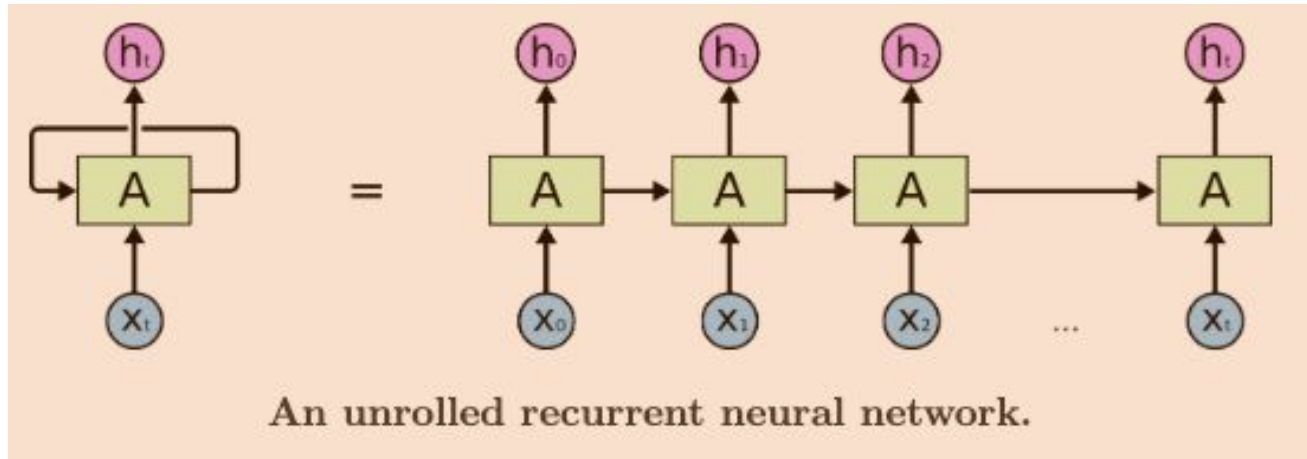 ht h0 h1 h2 ht
A = A A A A
xt x0 x1 x2 ... xt
An unrolled recurrent neural network.